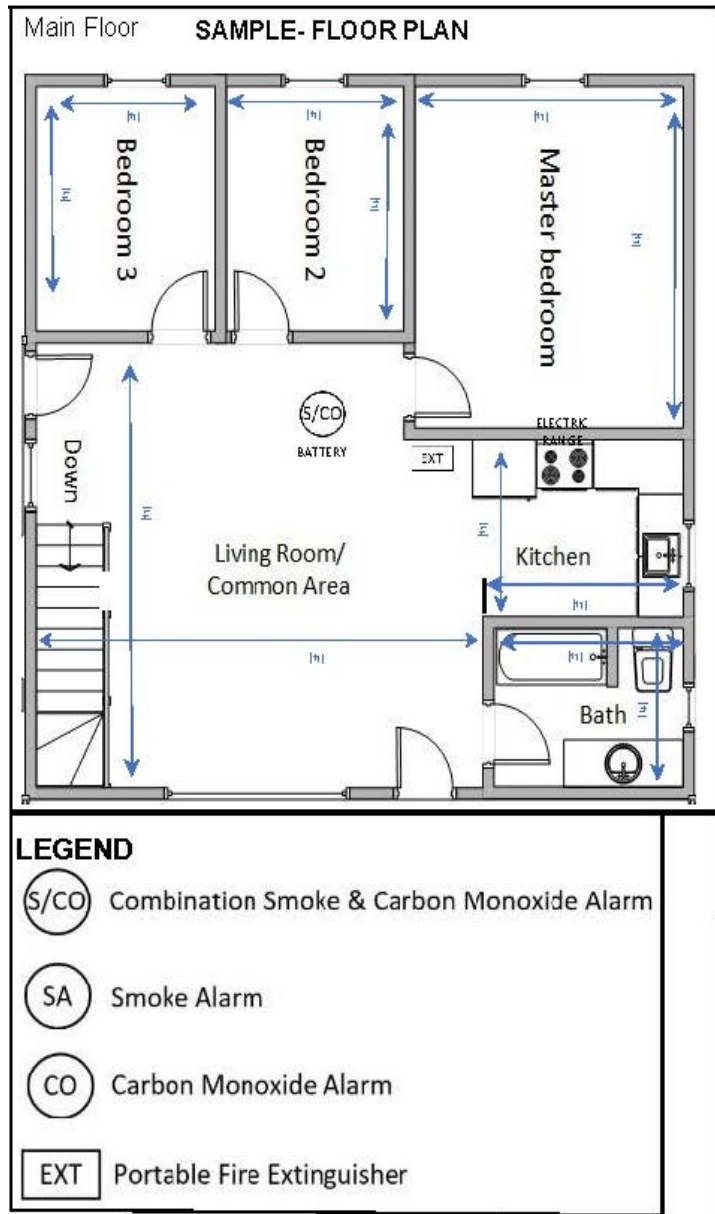 Main Floor SAMPLE- FLOOR PLAN
Bedroom 3
Bedroom 2
Master bedroom
S/CO
BATTERY
ELECTRIC
RANGE
EXT
Down
Living Room/
Common Area
Kitchen
Bath
LEGEND
S/CO Combination Smoke & Carbon Monoxide Alarm
SA Smoke Alarm
CO Carbon Monoxide Alarm
EXT Portable Fire Extinguisher